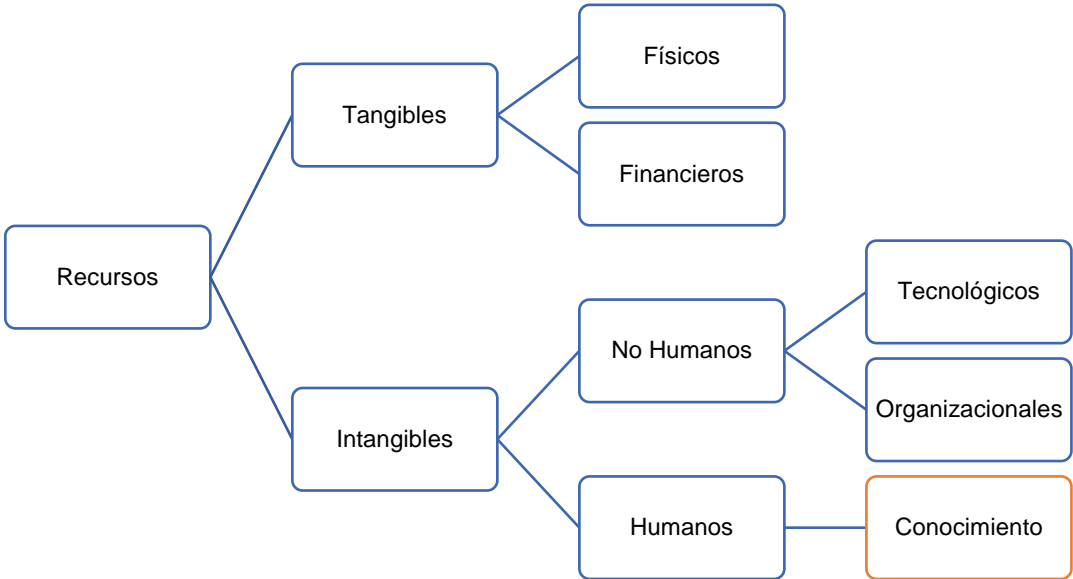 Recursos
Tangibles
Físicos
Financieros
Intangibles
No Humanos
Tecnológicos
Organizacionales
Humanos
Conocimiento